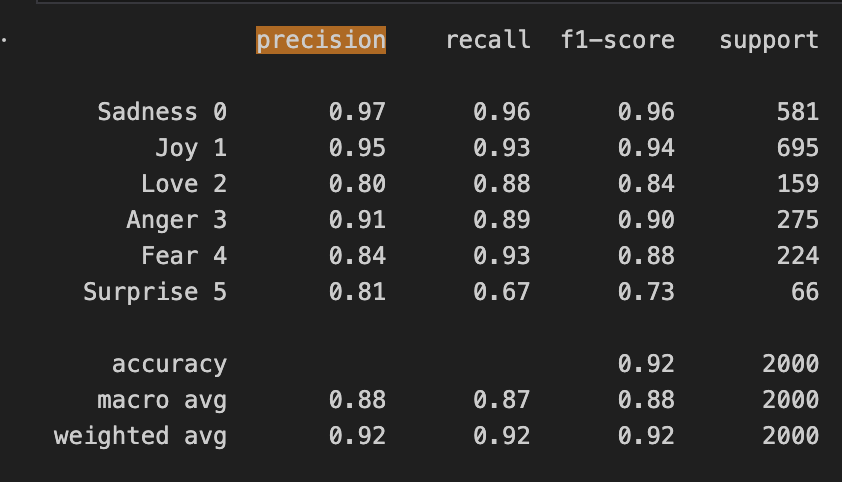 precision recall f1-score support
Sadness 0 0.97 0.96 0.96 581
Joy 1 0.95 0.93 0.94 695
Love 2 0.80 0.88 0.84 159
Anger 3 0.91 0.89 0.90 275
Fear 4 0.84 0.93 0.88 224
Surprise 5 0.81 0.67 0.73 66
accuracy 0.92 2000
macro avg 0.88 0.87 0.88 2000
weighted avg 0.92 0.92 0.92 2000